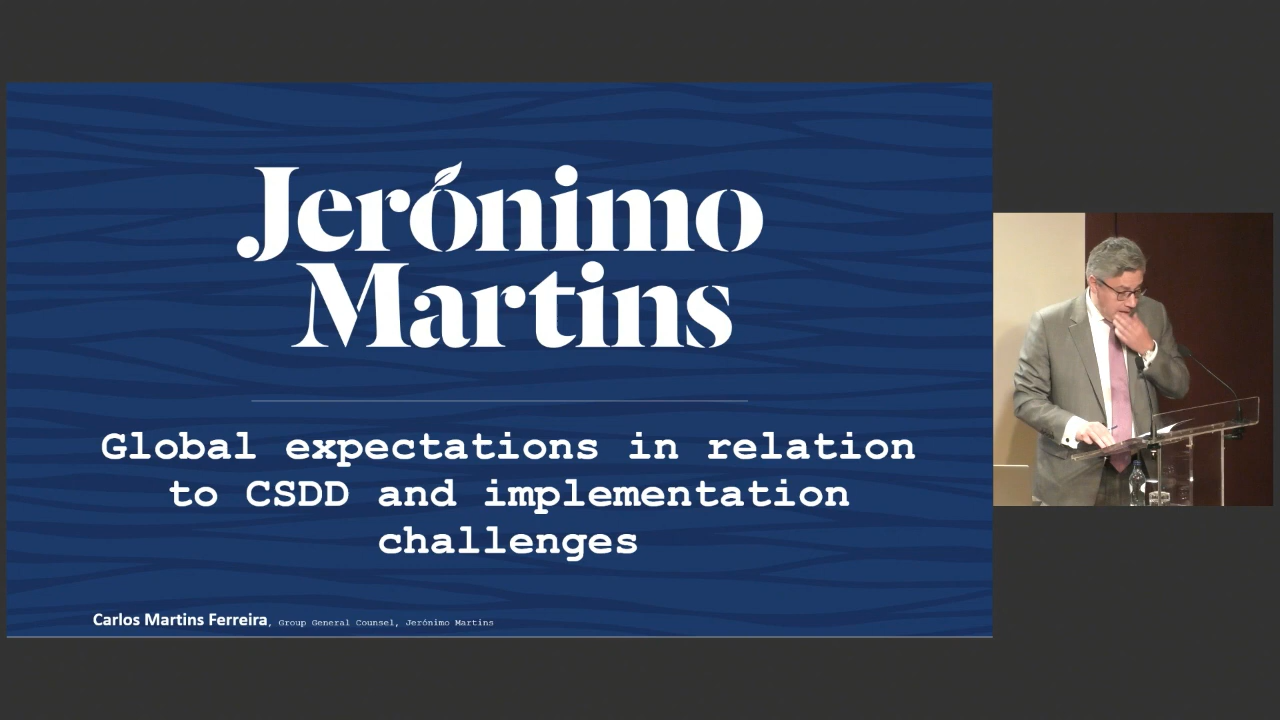 Jerónimo
Martins
Global expectations in relation
to CSDD and implementation
challenges
Carlos Martins Ferreira, Group General Counsel, Jerónimo Martins